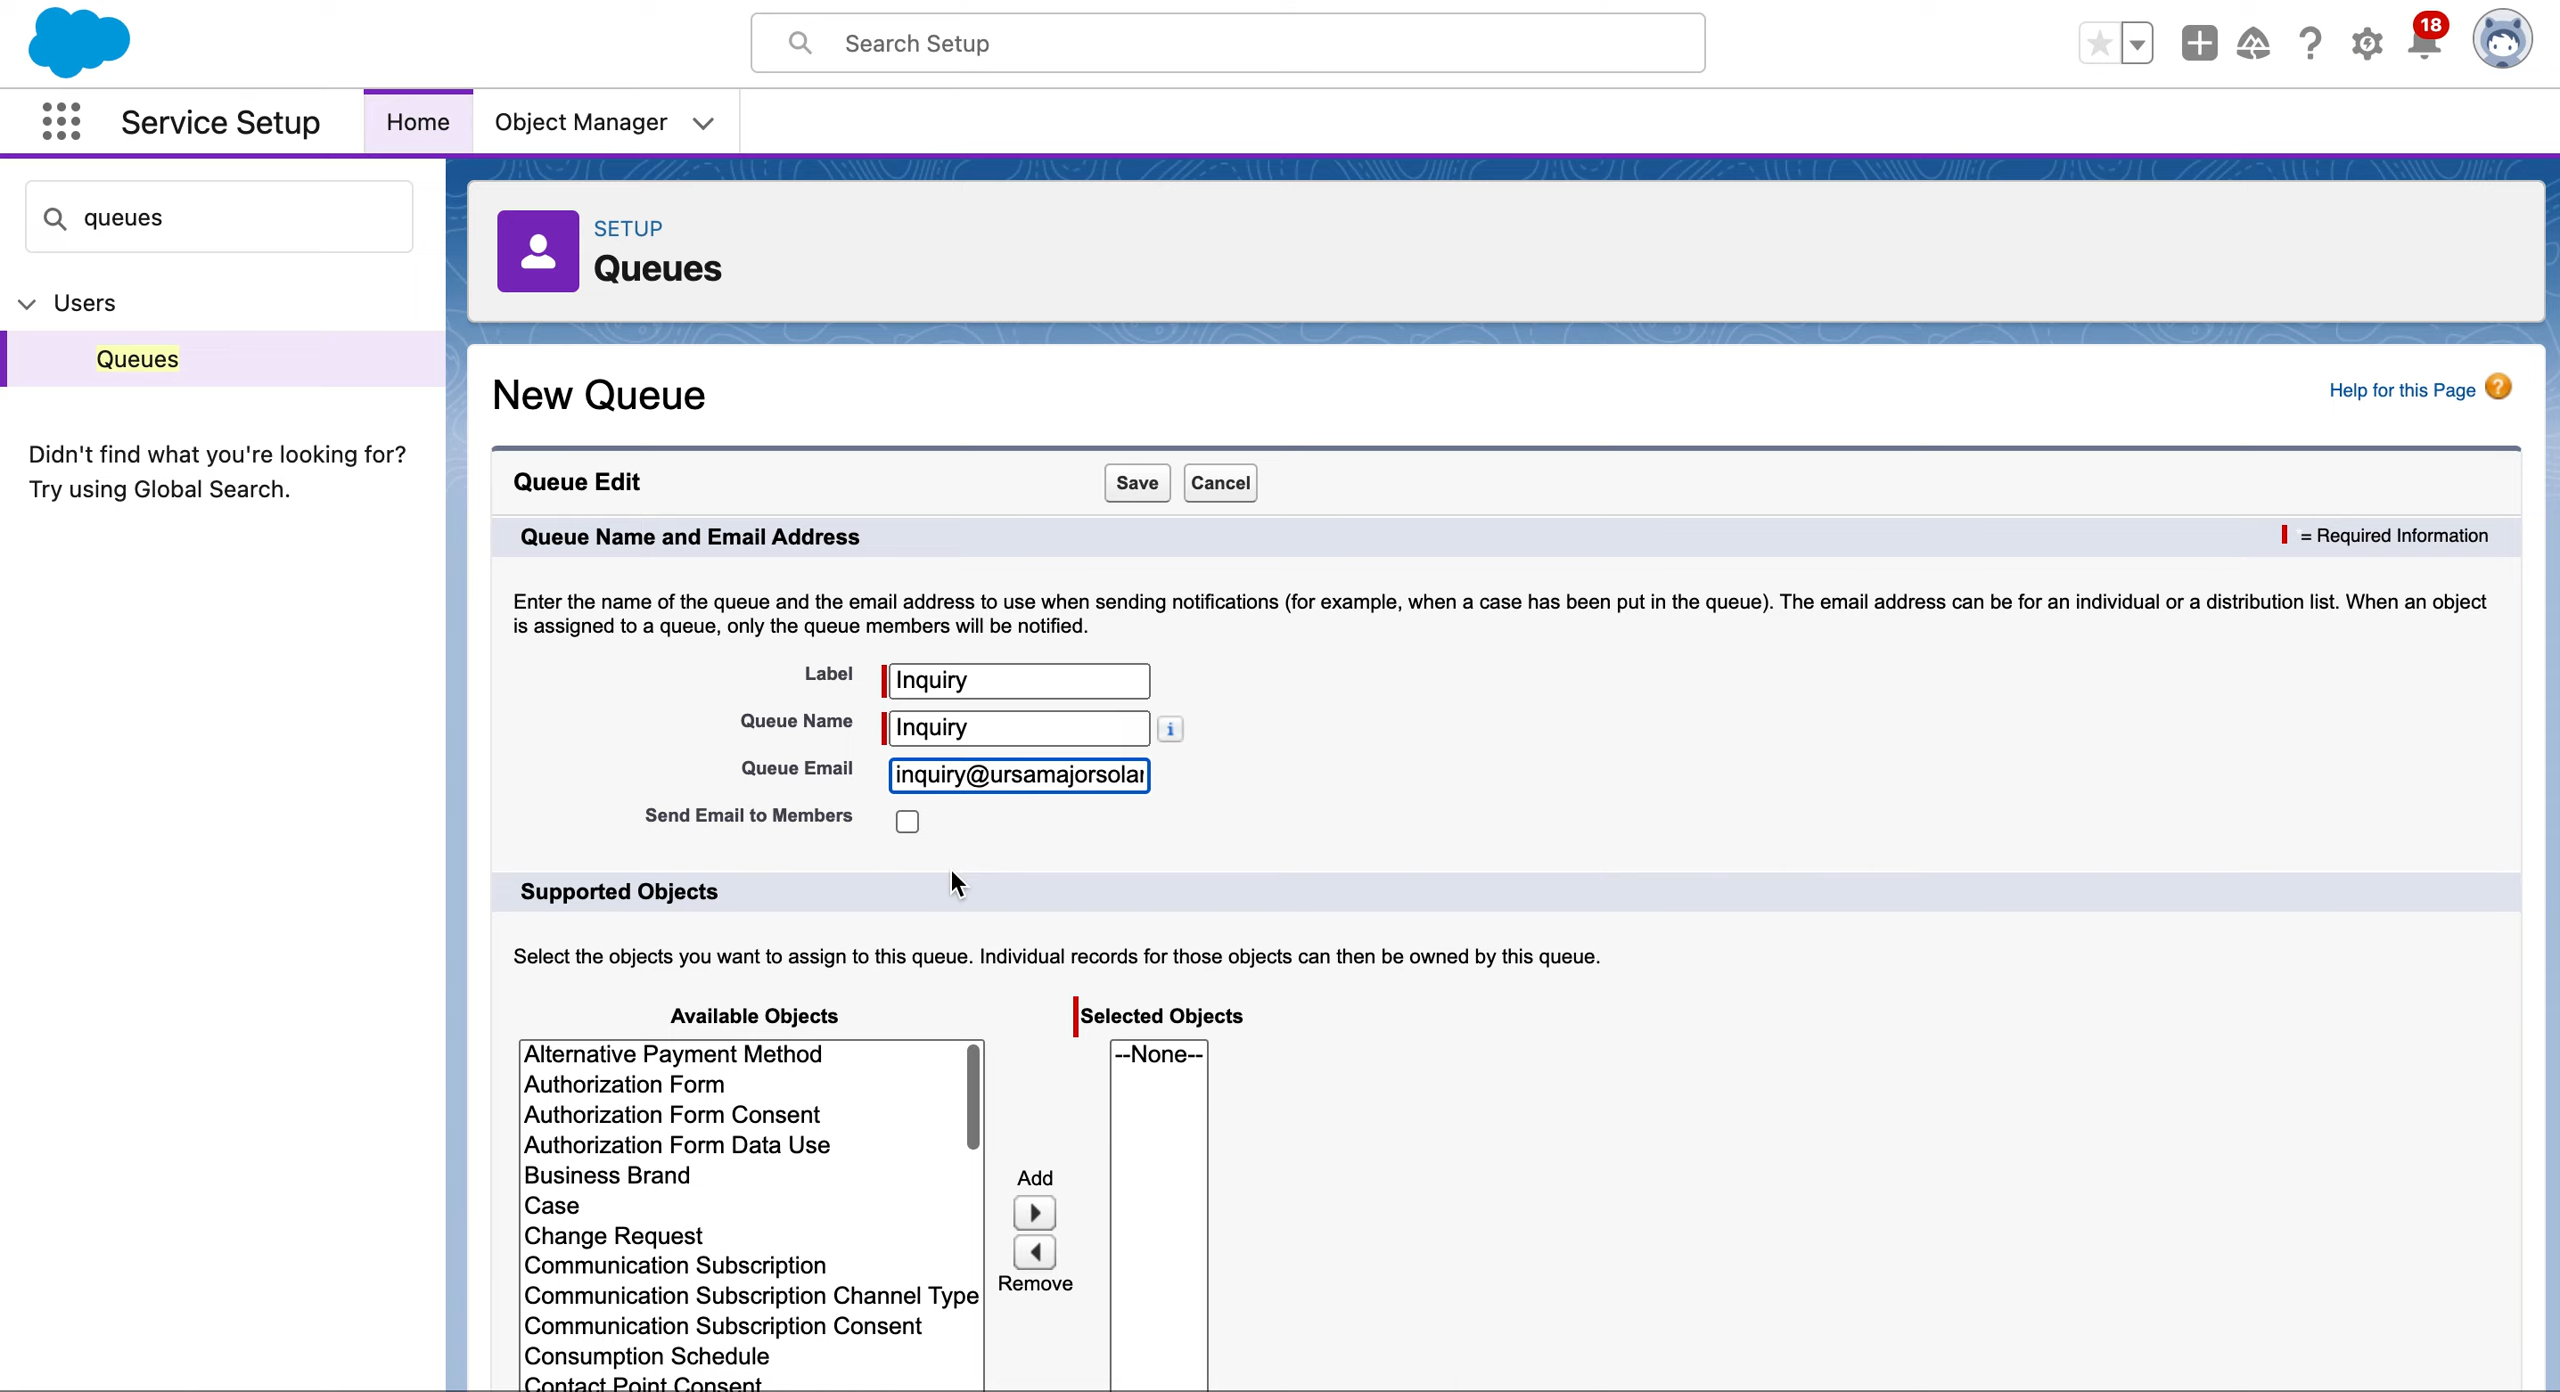 Search Setup
18
Service Setup
Home
Object Manager
queues
Users
Queues
Didn't find what you're looking for?
Try using Global Search.
SETUP
Queues
New Queue
Help for this Page
Queue Edit
Save
Cancel
Queue Name and Email Address
= Required Information
Enter the name of the queue and the email address to use when sending notifications (for example, when a case has been put in the queue). The email address can be for an individual or a distribution list. When an object
is assigned to a queue, only the queue members will be notified.
Label
Inquiry
Queue Name
Inquiry
i
Queue Email
inquiry@ursamajorsolar
Send Email to Members
Supported Objects
Select the objects you want to assign to this queue. Individual records for those objects can then be owned by this queue.
Available Objects
Selected Objects
Alternative Payment Method
Authorization Form
Authorization Form Consent
Authorization Form Data Use
Business Brand
Case
Change Request
Communication Subscription
Communication Subscription Channel Type
Communication Subscription Consent
Consumption Schedule
Contact Point Consent
Add
Remove
--None--